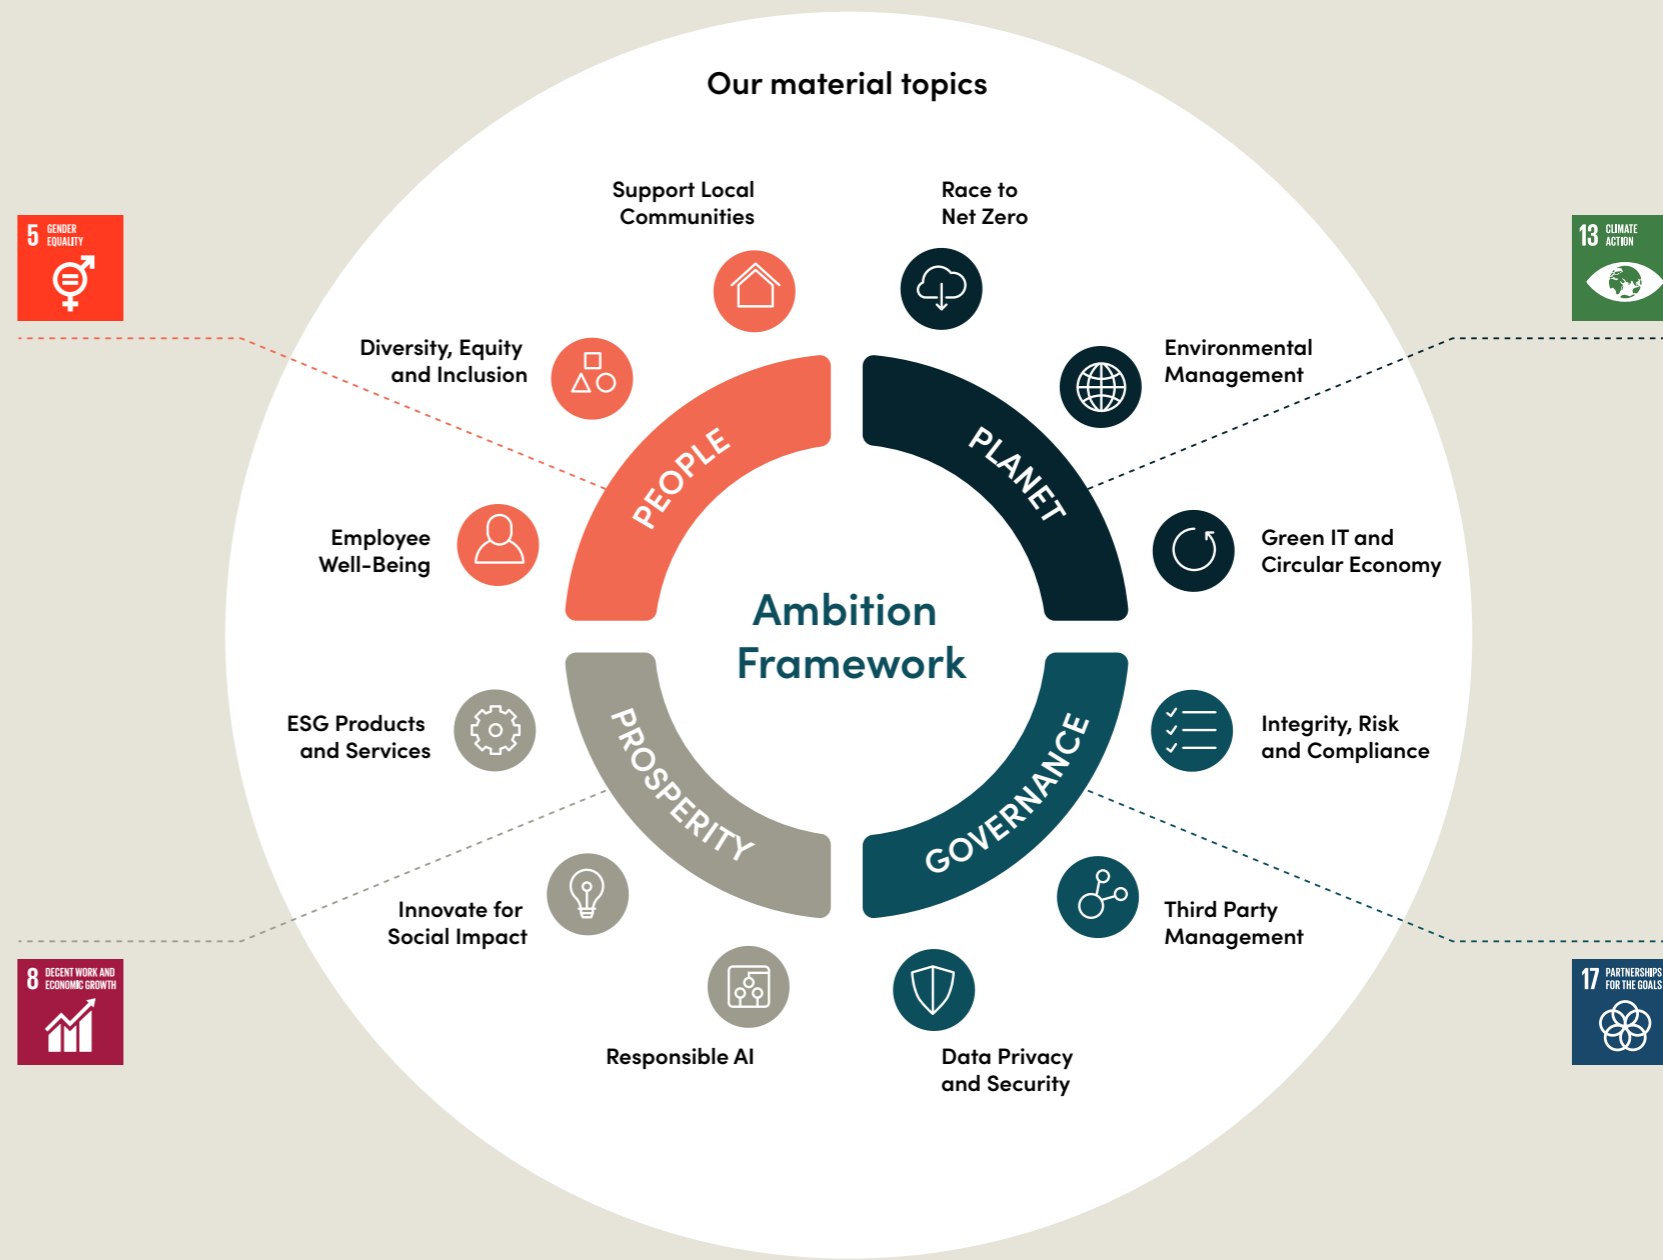 Our material topics
Support Local
Communities
Race to
Net Zero
5 GENDER
EQUALITY
13 CLIMATE
ACTION
Diversity, Equity
and Inclusion
Environmental
Management
PEOPLE
PLANET
Employee
Well-Being
Green IT and
Circular Economy
Ambition
Framework
ESG Products
and Services
Integrity, Risk
and Compliance
PROSPERITY
GOVERNANCE
Innovate for
Social Impact
Third Party
Management
8 DECENT WORK AND
ECONOMIC GROWTH
17 PARTNERSHIPS
FOR THE GOALS
Responsible AI
Data Privacy
and Security